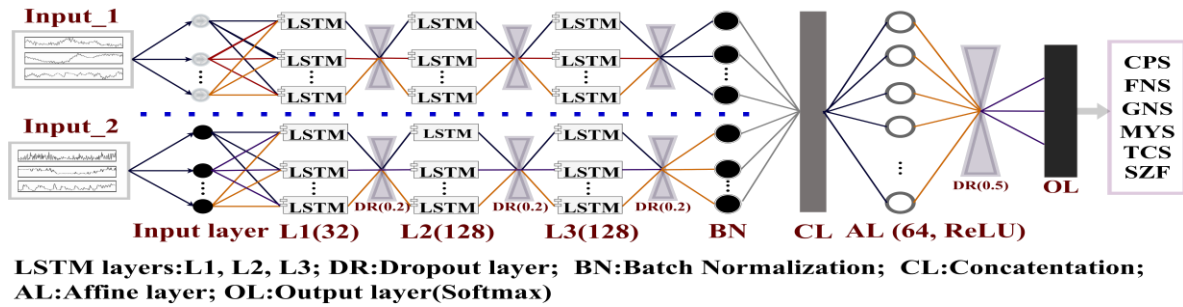 Input_1
LSTM LSTM LSTM
LSTM LSTM LSTM
LSTM LSTM LSTM
Input_2
LSTM LSTM LSTM
LSTM LSTM LSTM
LSTM LSTM LSTM
DR(0.2) DR(0.2) DR(0.2)
DR(0.5)
CPS
FNS
GNS
MYS
TCS
SZF
Input layer L1(32) L2(128) L3(128) BN CL AL (64, ReLU) OL
LSTM layers:L1, L2, L3; DR:Dropout layer; BN:Batch Normalization; CL:Concatentation;
AL:Affine layer; OL:Output layer(Softmax)